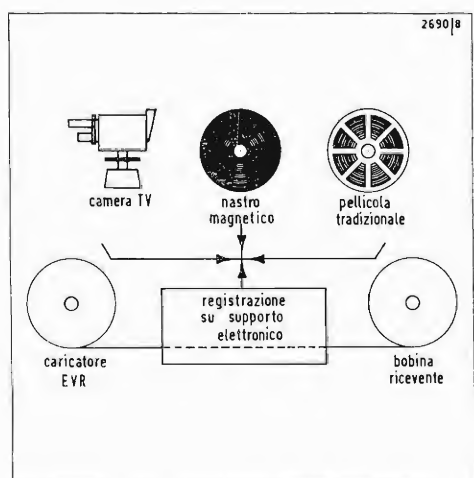 2690|8
camera TV
nastro
magnetico
pellicola
tradizionale
registrazione
su supporto
elettronico
caricatore
EVR
bobina
ricevente